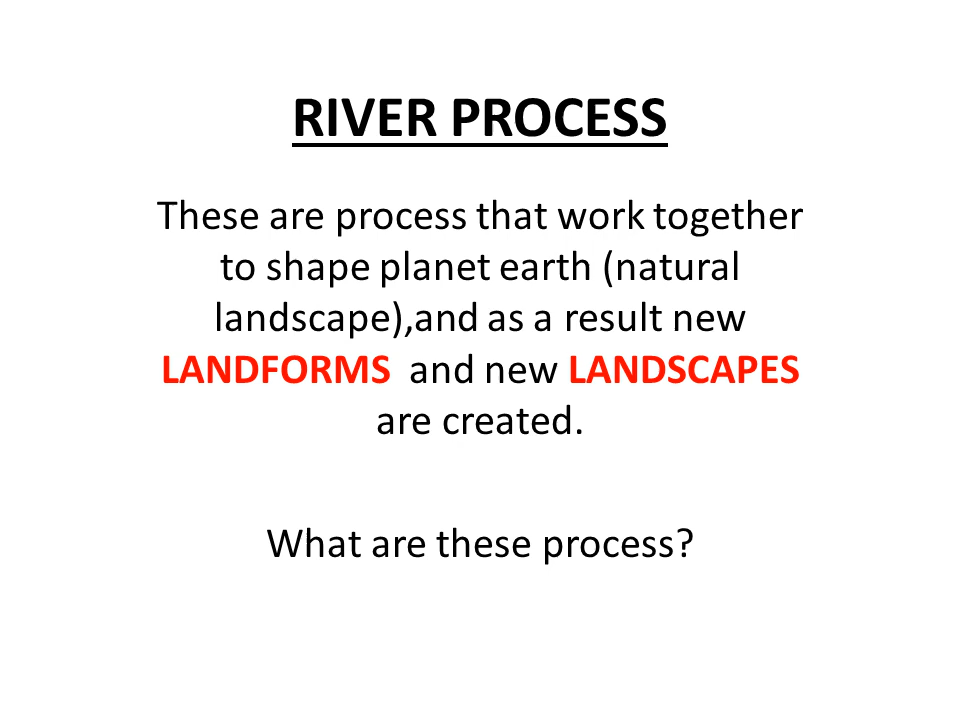 RIVER PROCESS
These are process that work together
to shape planet earth (natural
landscape),and as a result new
LANDFORMS and new LANDSCAPES
are created.
What are these process?